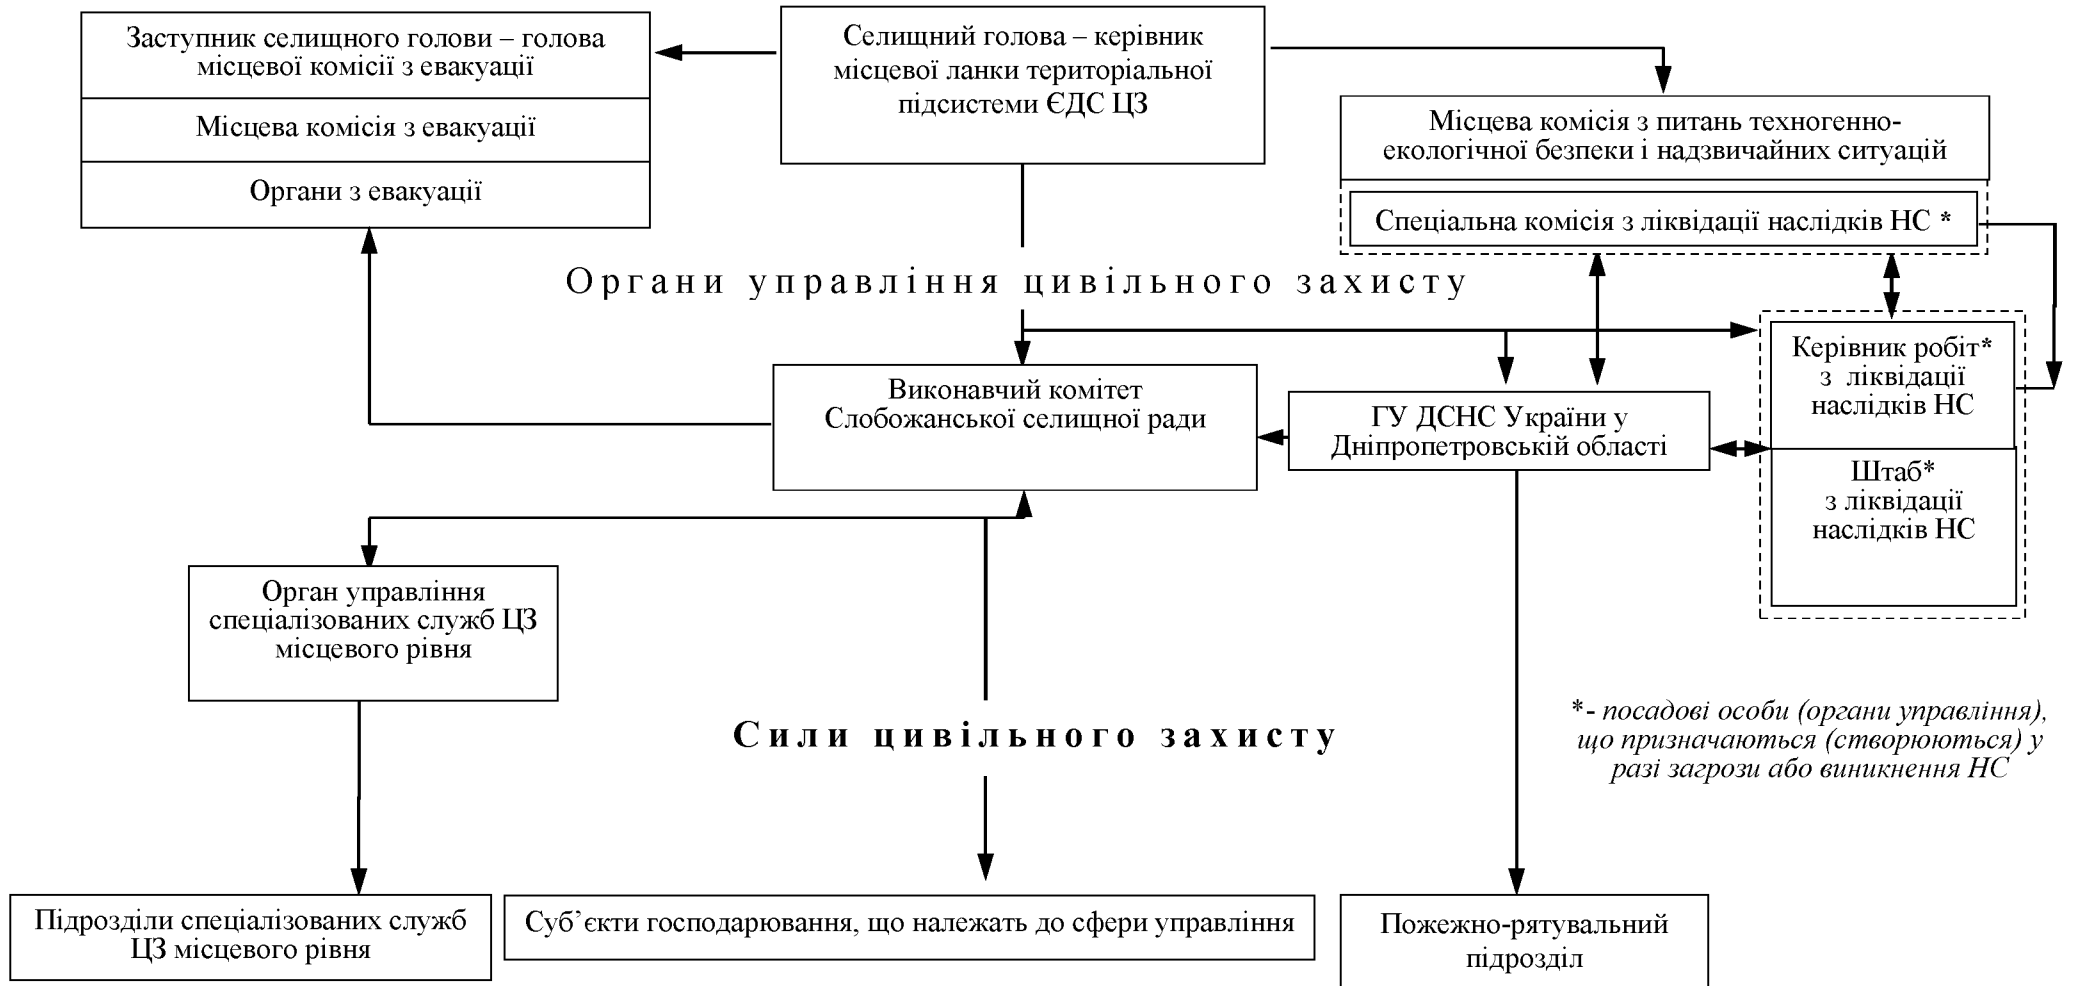 Заступник селищного голови – голова
місцевої комісії з евакуації
Місцева комісія з евакуації
Органи з евакуації
Селищний голова – керівник
місцевої ланки територіальної
підсистеми ЄДС ЦЗ
Місцева комісія з питань техногенно-
екологічної безпеки і надзвичайних ситуацій
Спеціальна комісія з ліквідації наслідків НС *
Органи управління цивільного захисту
Виконавчий комітет
Слобожанської селищної ради
ГУ ДСНС України у
Дніпропетровській області
Керівник робіт*
з ліквідації
наслідків НС
Штаб*
з ліквідації
наслідків НС
Орган управління
спеціалізованих служб ЦЗ
місцевого рівня
Сили цивільного захисту
*- посадові особи (органи управління),
що призначаються (створюються) у
разі загрози або виникнення НС
Підрозділи спеціалізованих служб
ЦЗ місцевого рівня
Суб’єкти господарювання, що належать до сфери управління
Пожежно-рятувальний
підрозділ